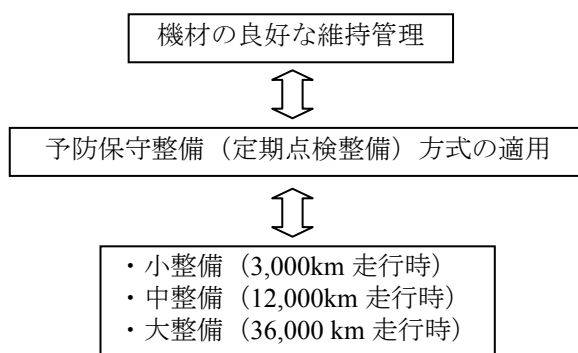 機材の良好な維持管理
予防保守整備（定期点検整備）方式の適用
・小整備（3,000km 走行時）
・中整備（12,000km 走行時）
・大整備（36,000 km 走行時）